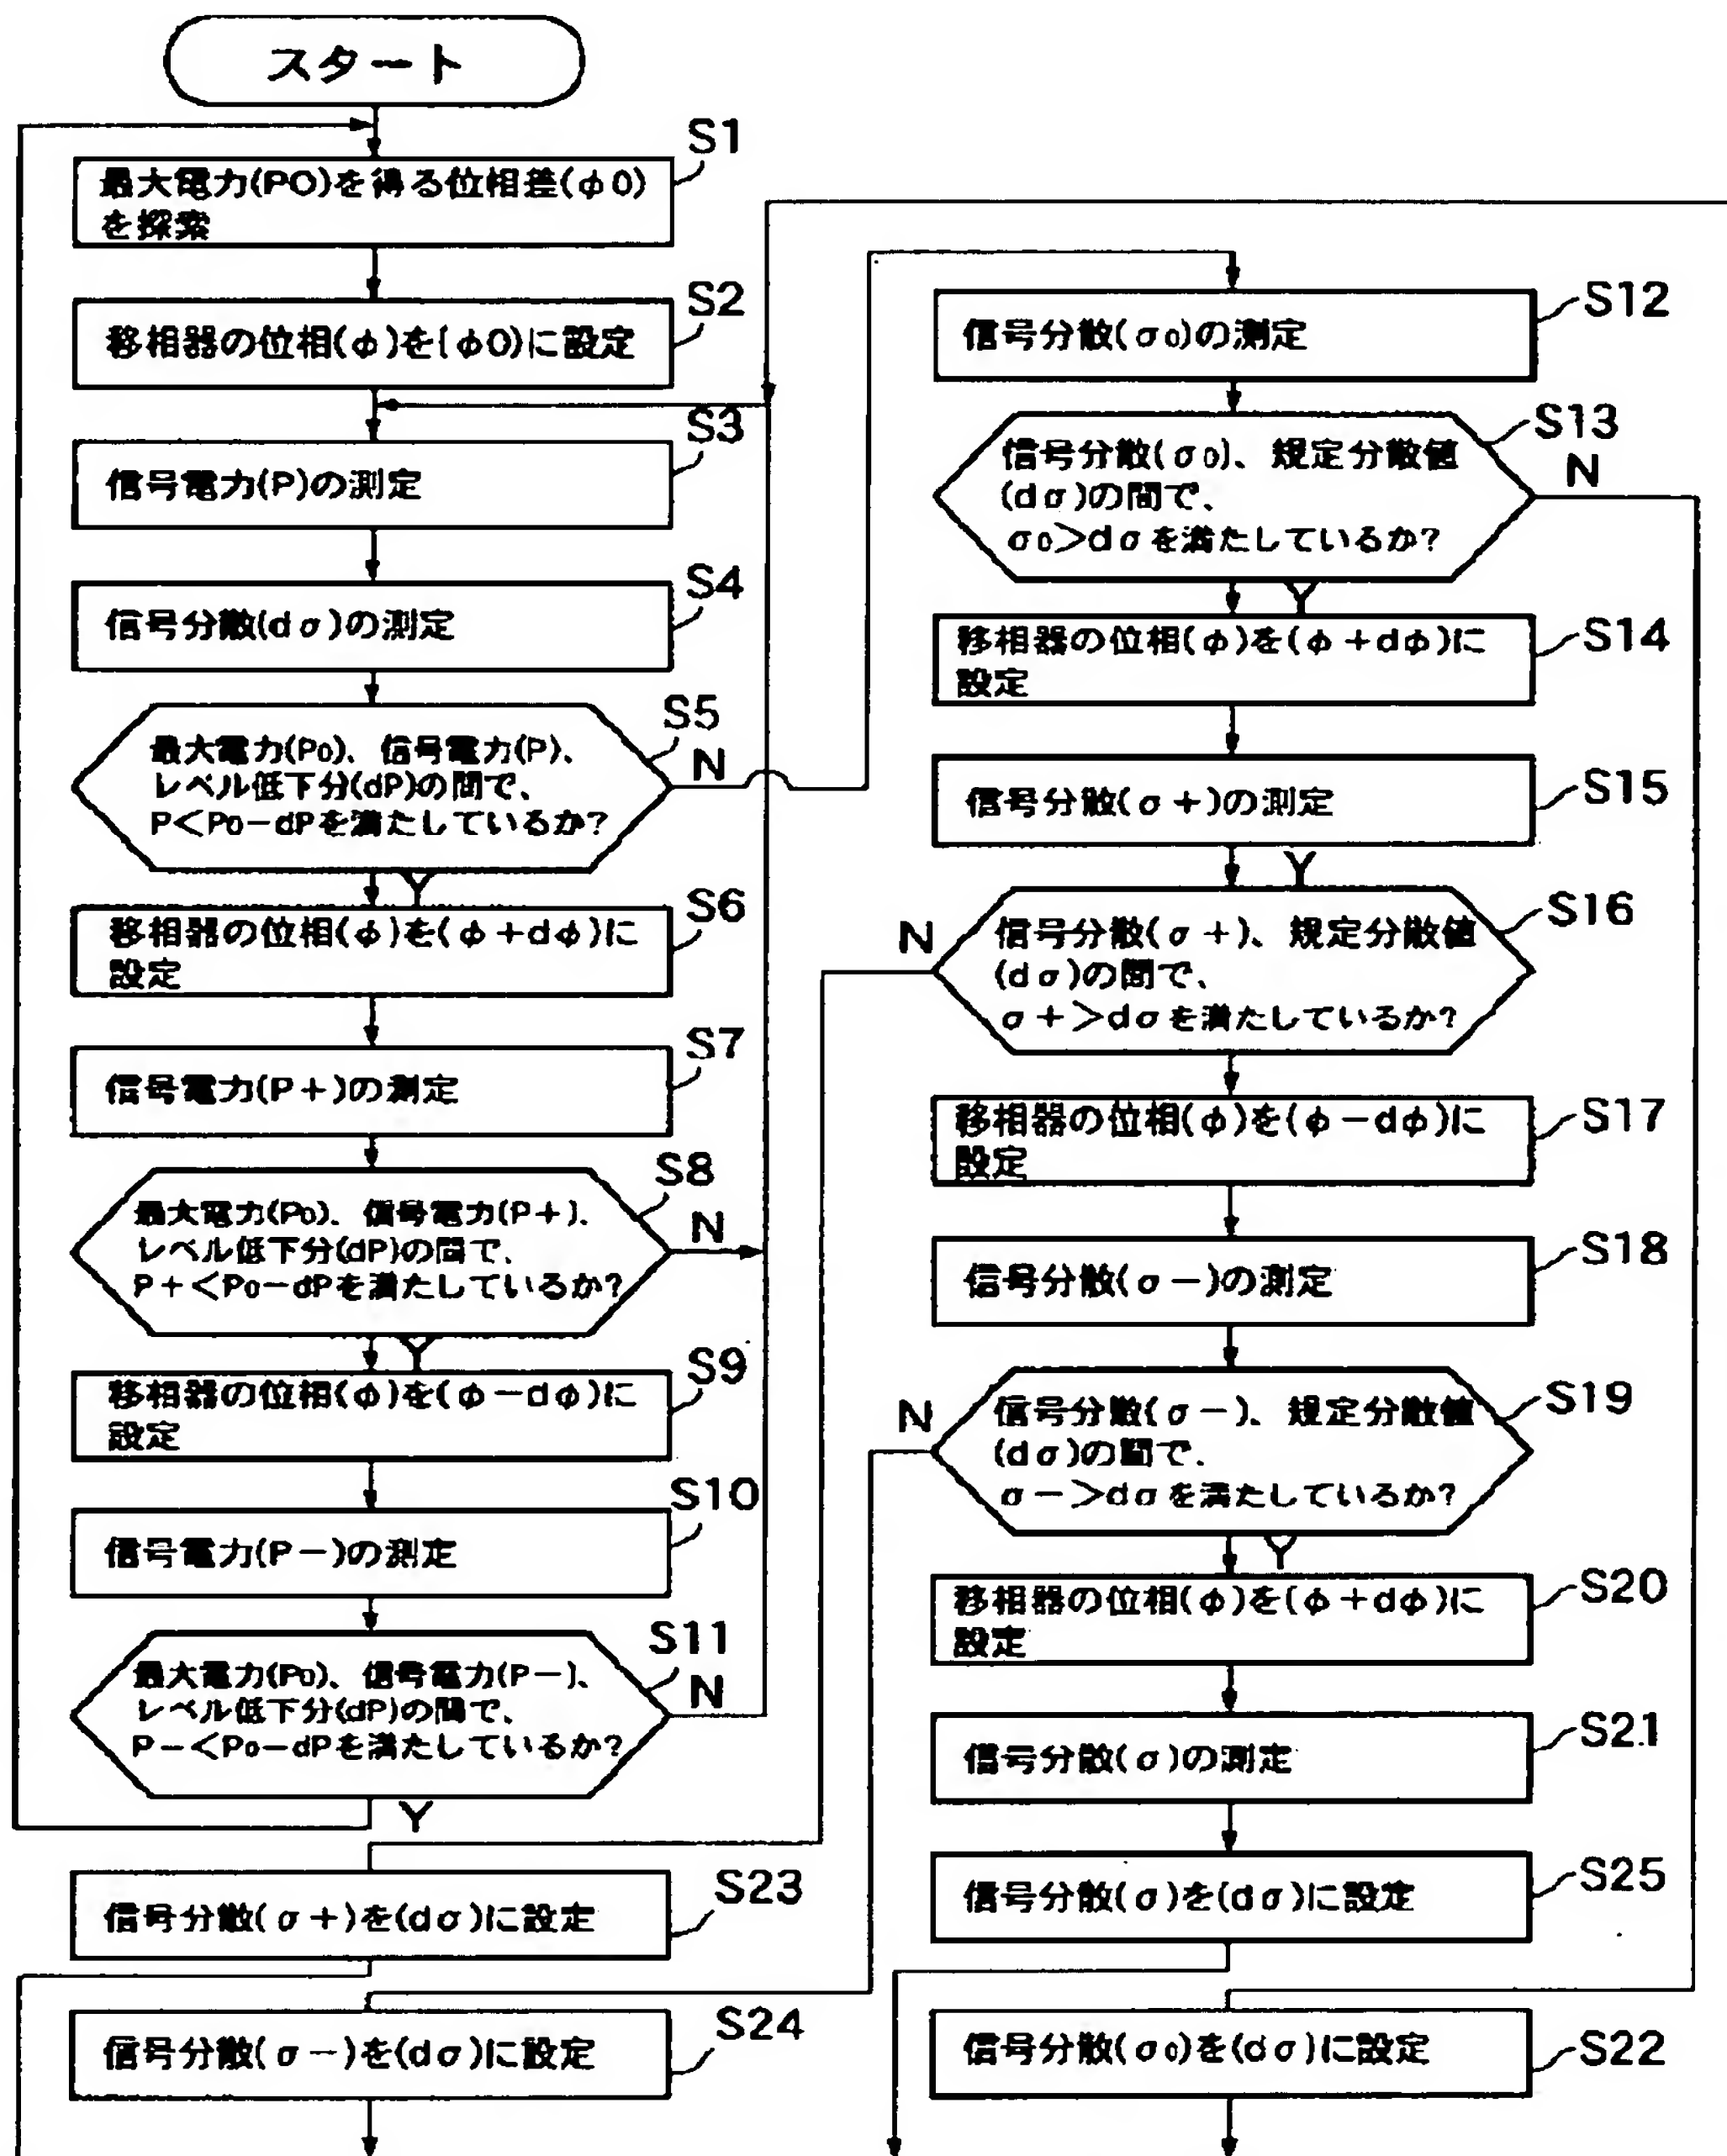 スタート
S1
最大電力(PO)を得る位相差(φ0)
を探索
S2
移相器の位相(φ)を(φ0)に設定
S3
信号電力(P)の測定
S4
信号分散(dσ)の測定
S5
最大電力(P0)、信号電力(P)、
レベル低下分(dP)の間で、
P<P0-dPを満たしているか?
N
Y
S6
移相器の位相(φ)を(φ+dφ)に
設定
S7
信号電力(P+)の測定
S8
最大電力(P0)、信号電力(P+)、
レベル低下分(dP)の間で、
P+<P0-dPを満たしているか?
N
Y
S9
移相器の位相(φ)を(φ-dφ)に
設定
S10
信号電力(P-)の測定
S11
最大電力(P0)、信号電力(P-)、
レベル低下分(dP)の間で、
P-<P0-dPを満たしているか?
N
Y
S23
信号分散(σ+)を(dσ)に設定
S24
信号分散(σ-)を(dσ)に設定
S12
信号分散(σ0)の測定
S13
信号分散(σ0)、規定分散値
(dσ)の間で、
σ0>dσを満たしているか?
N
Y
S14
移相器の位相(φ)を(φ+dφ)に
設定
S15
信号分散(σ+)の測定
Y
S16
信号分散(σ+)、規定分散値
(dσ)の間で、
σ+>dσを満たしているか?
N
S17
移相器の位相(φ)を(φ-dφ)に
設定
S18
信号分散(σ-)の測定
S19
信号分散(σ-)、規定分散値
(dσ)の間で、
σ->dσを満たしているか?
N
Y
S20
移相器の位相(φ)を(φ+dφ)に
設定
S21
信号分散(σ)の測定
S25
信号分散(σ)を(dσ)に設定
S22
信号分散(σ0)を(dσ)に設定